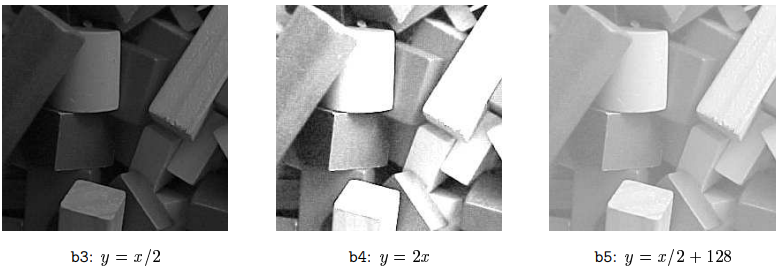 b3: y = x/2
b4: y = 2x
b5: y = x/2 + 128